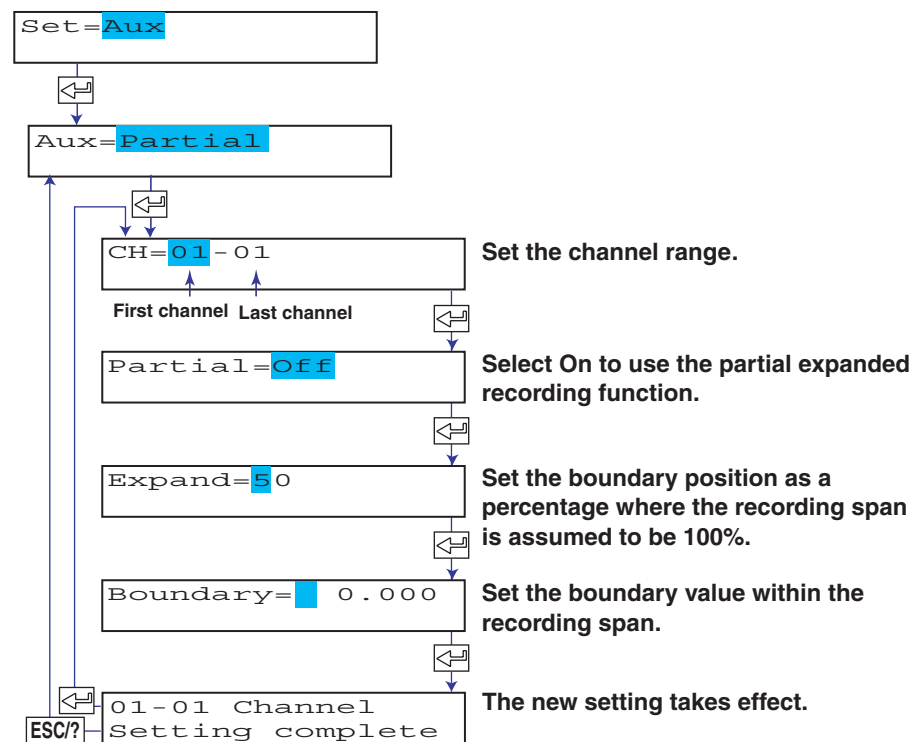 Set=Aux
Aux=Partial
CH=01-01
Set the channel range.
First channel Last channel
Partial=Off
Select On to use the partial expanded
recording function.
Expand=50
Set the boundary position as a
percentage where the recording span
is assumed to be 100%.
Boundary= 0.000
Set the boundary value within the
recording span.
01-01 Channel
The new setting takes effect.
ESC/?
Setting complete